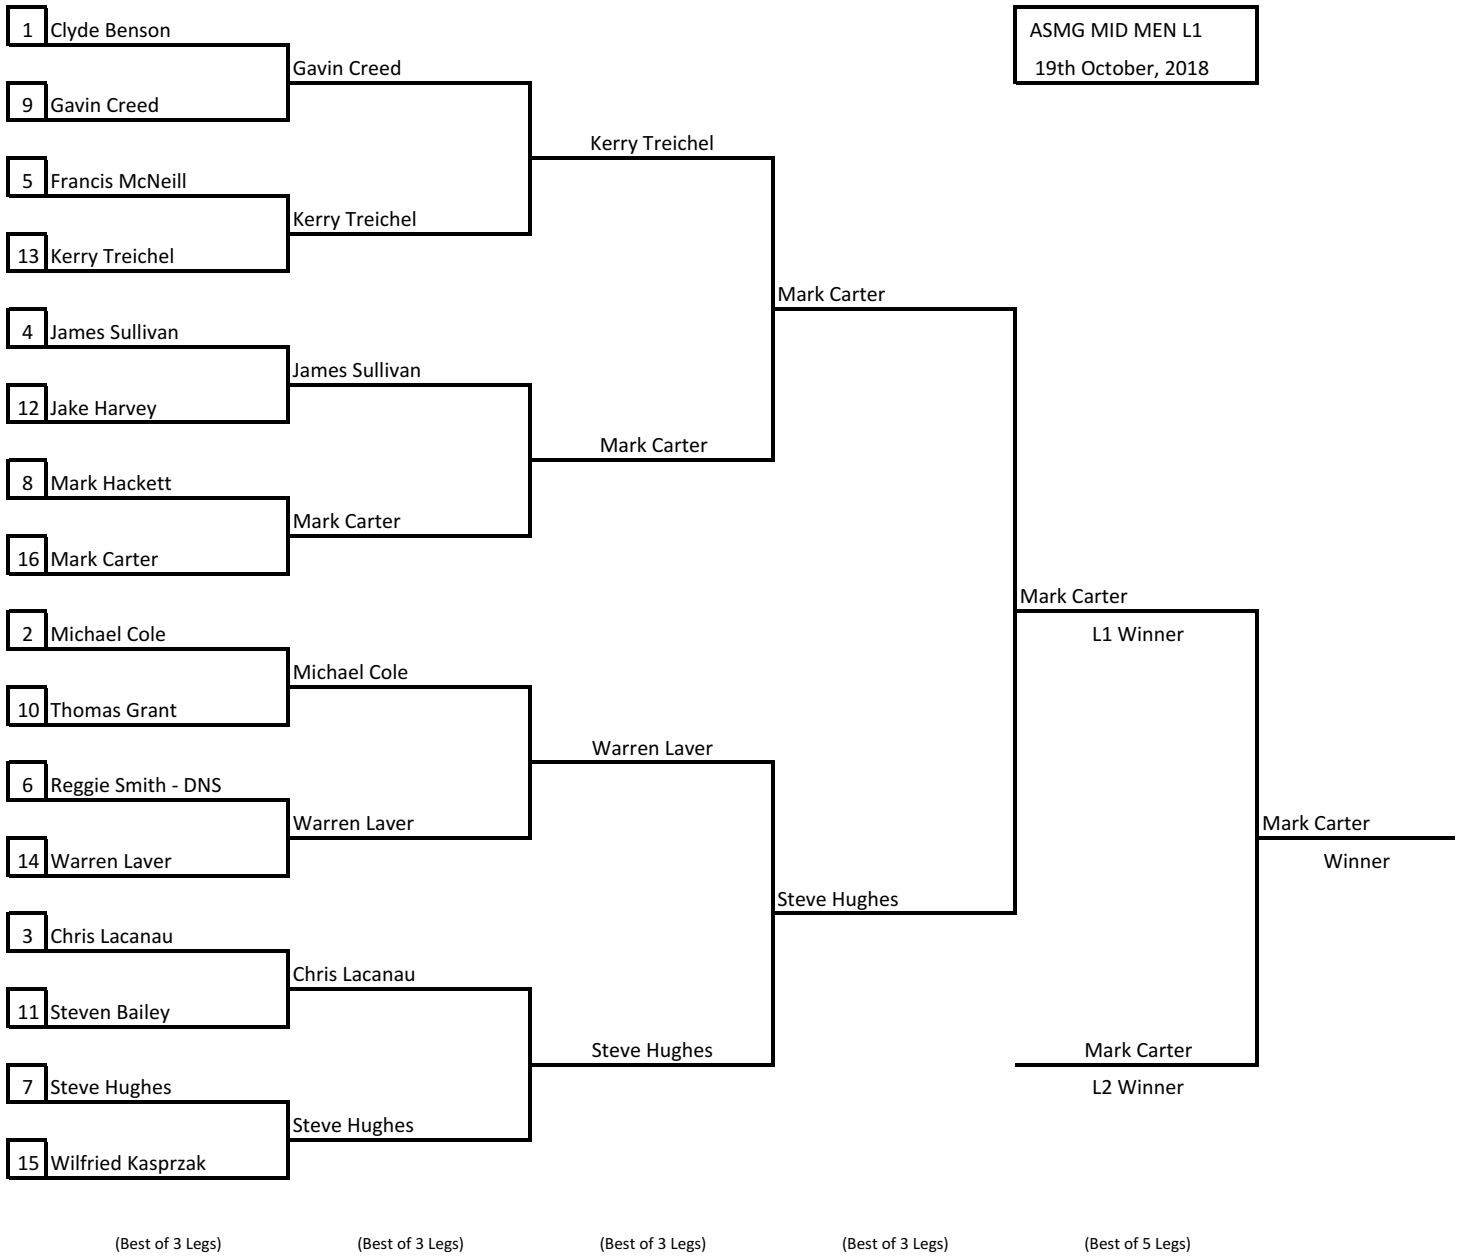 1 Clyde Benson
ASMG MID MEN L1
19th October, 2018
Gavin Creed
9 Gavin Creed
Kerry Treichel
5 Francis McNeill
Kerry Treichel
13 Kerry Treichel
Mark Carter
4 James Sullivan
James Sullivan
12 Jake Harvey
Mark Carter
8 Mark Hackett
Mark Carter
16 Mark Carter
Mark Carter
L1 Winner
2 Michael Cole
Michael Cole
10 Thomas Grant
Warren Laver
6 Reggie Smith - DNS
Warren Laver
Mark Carter
Winner
14 Warren Laver
Steve Hughes
3 Chris Lacanau
Chris Lacanau
11 Steven Bailey
Steve Hughes
Mark Carter
L2 Winner
7 Steve Hughes
Steve Hughes
15 Wilfried Kasprzak
(Best of 3 Legs) (Best of 3 Legs) (Best of 3 Legs) (Best of 3 Legs) (Best of 5 Legs)